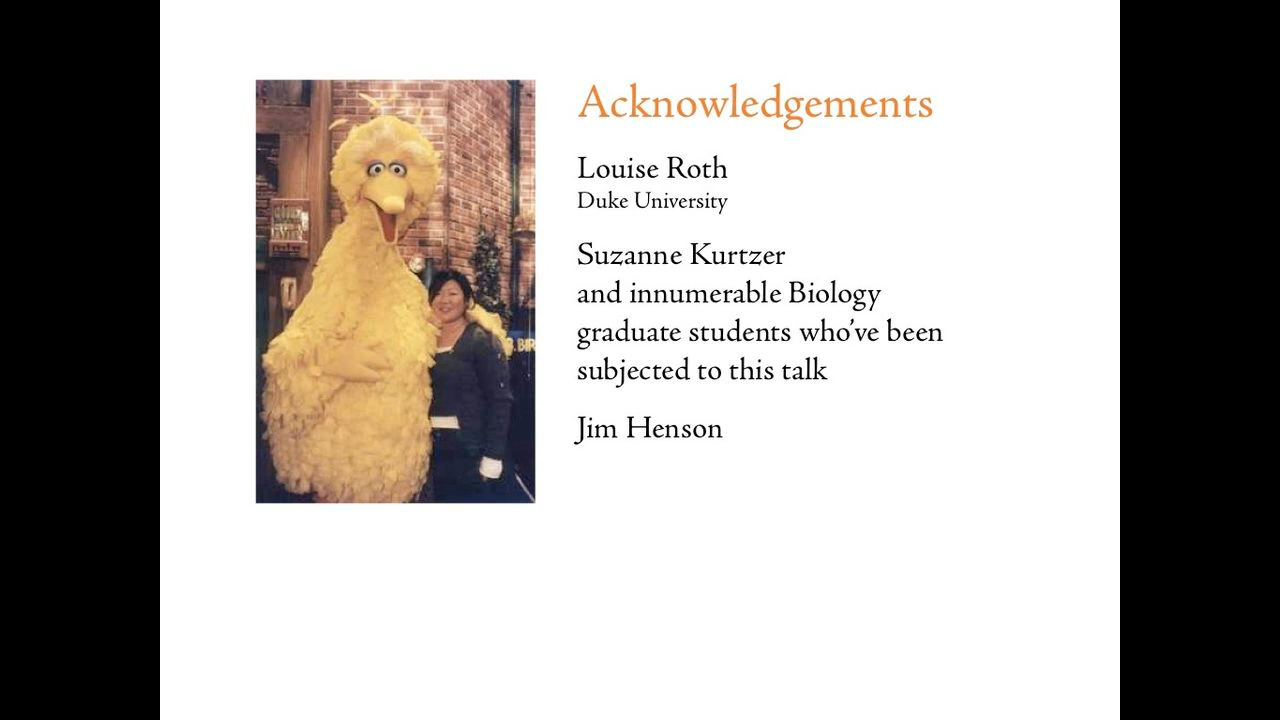 Acknowledgements
Louise Roth
Duke University
Suzanne Kurtzer
and innumerable Biology
graduate students who’ve been
subjected to this talk
Jim Henson
B. BIR